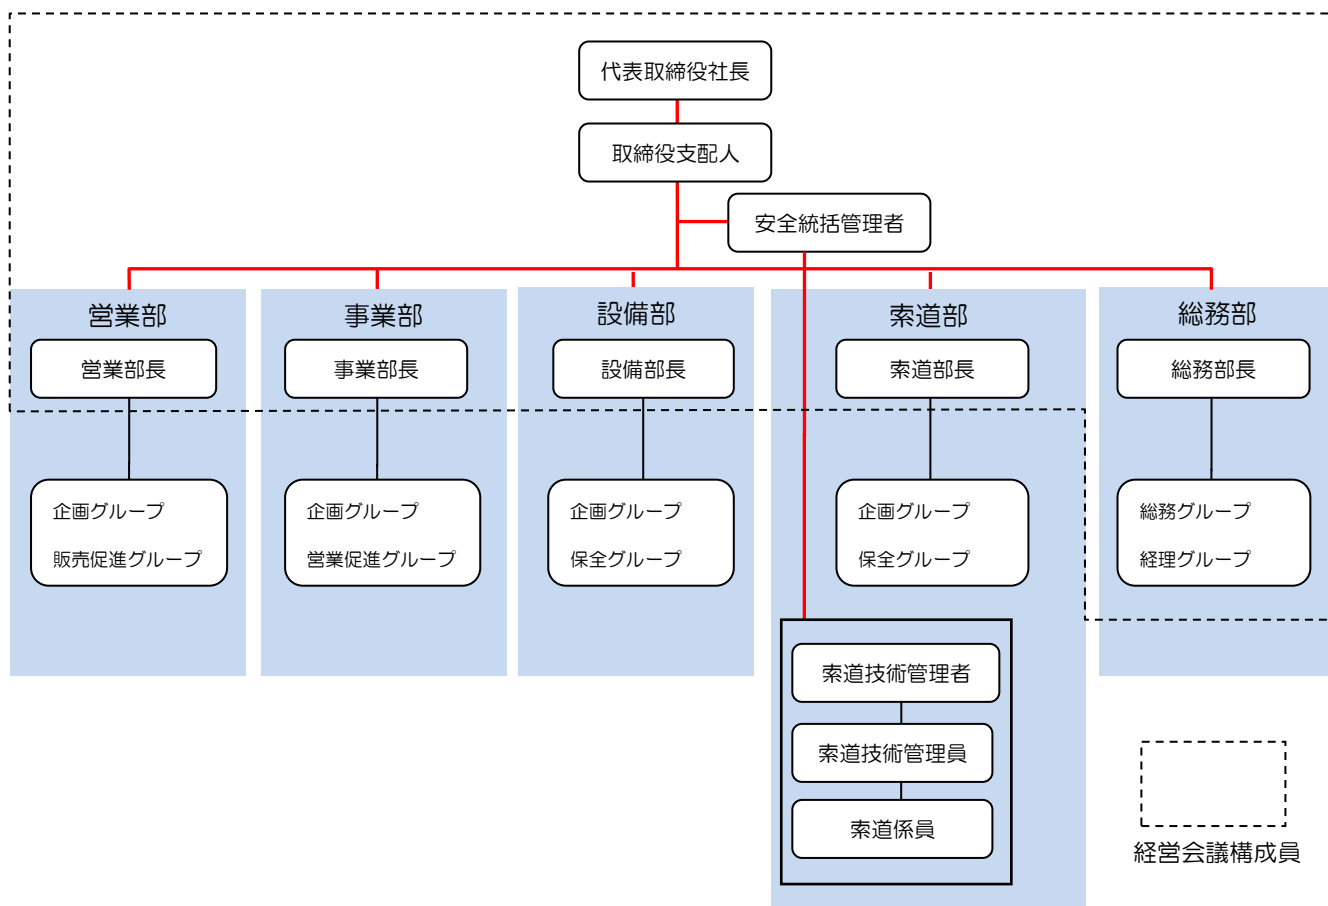 代表取締役社長
取締役支配人
安全統括管理者
営業部
事業部
設備部
索道部
総務部
営業部長
事業部長
設備部長
索道部長
総務部長
企画グループ
販売促進グループ
企画グループ
営業促進グループ
企画グループ
保全グループ
企画グループ
保全グループ
総務グループ
経理グループ
索道技術管理者
索道技術管理員
索道係員
経営会議構成員